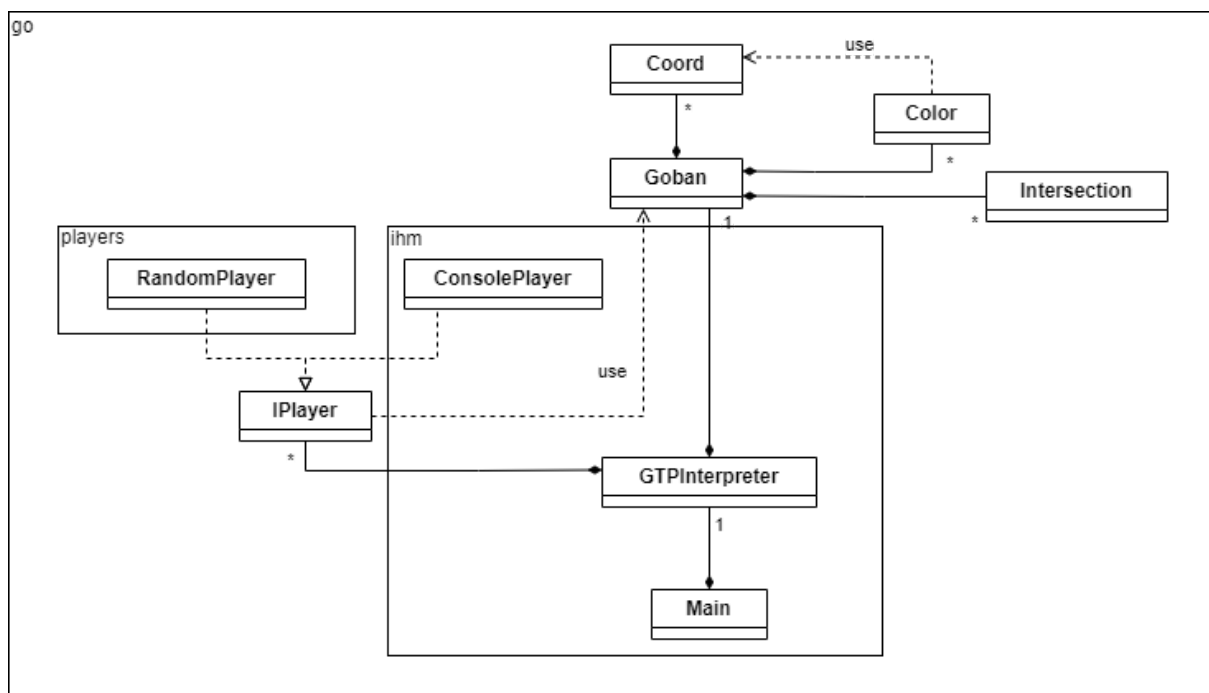 go
use
Coord
*
Color
*
Goban
1
Intersection
*
players
ihm
RandomPlayer
ConsolePlayer
use
IPlayer
*
GTPInterpreter
1
Main